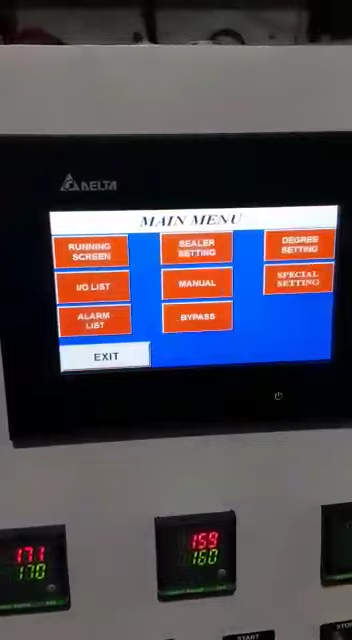 DELTA
MAIN MENU
RUNNING
SCREEN
SEALER
SETTING
DEGREE
SETTING
I/O LIST
MANUAL
SPECIAL
SETTING
ALARM
LIST
BYPASS
EXIT
171
170
159
160
START
STOP